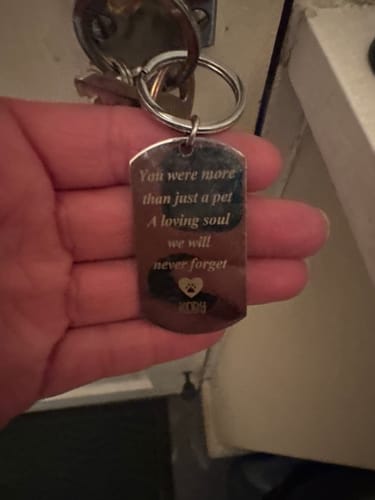 You were more
than just a pet
A loving soul
we will
never forget